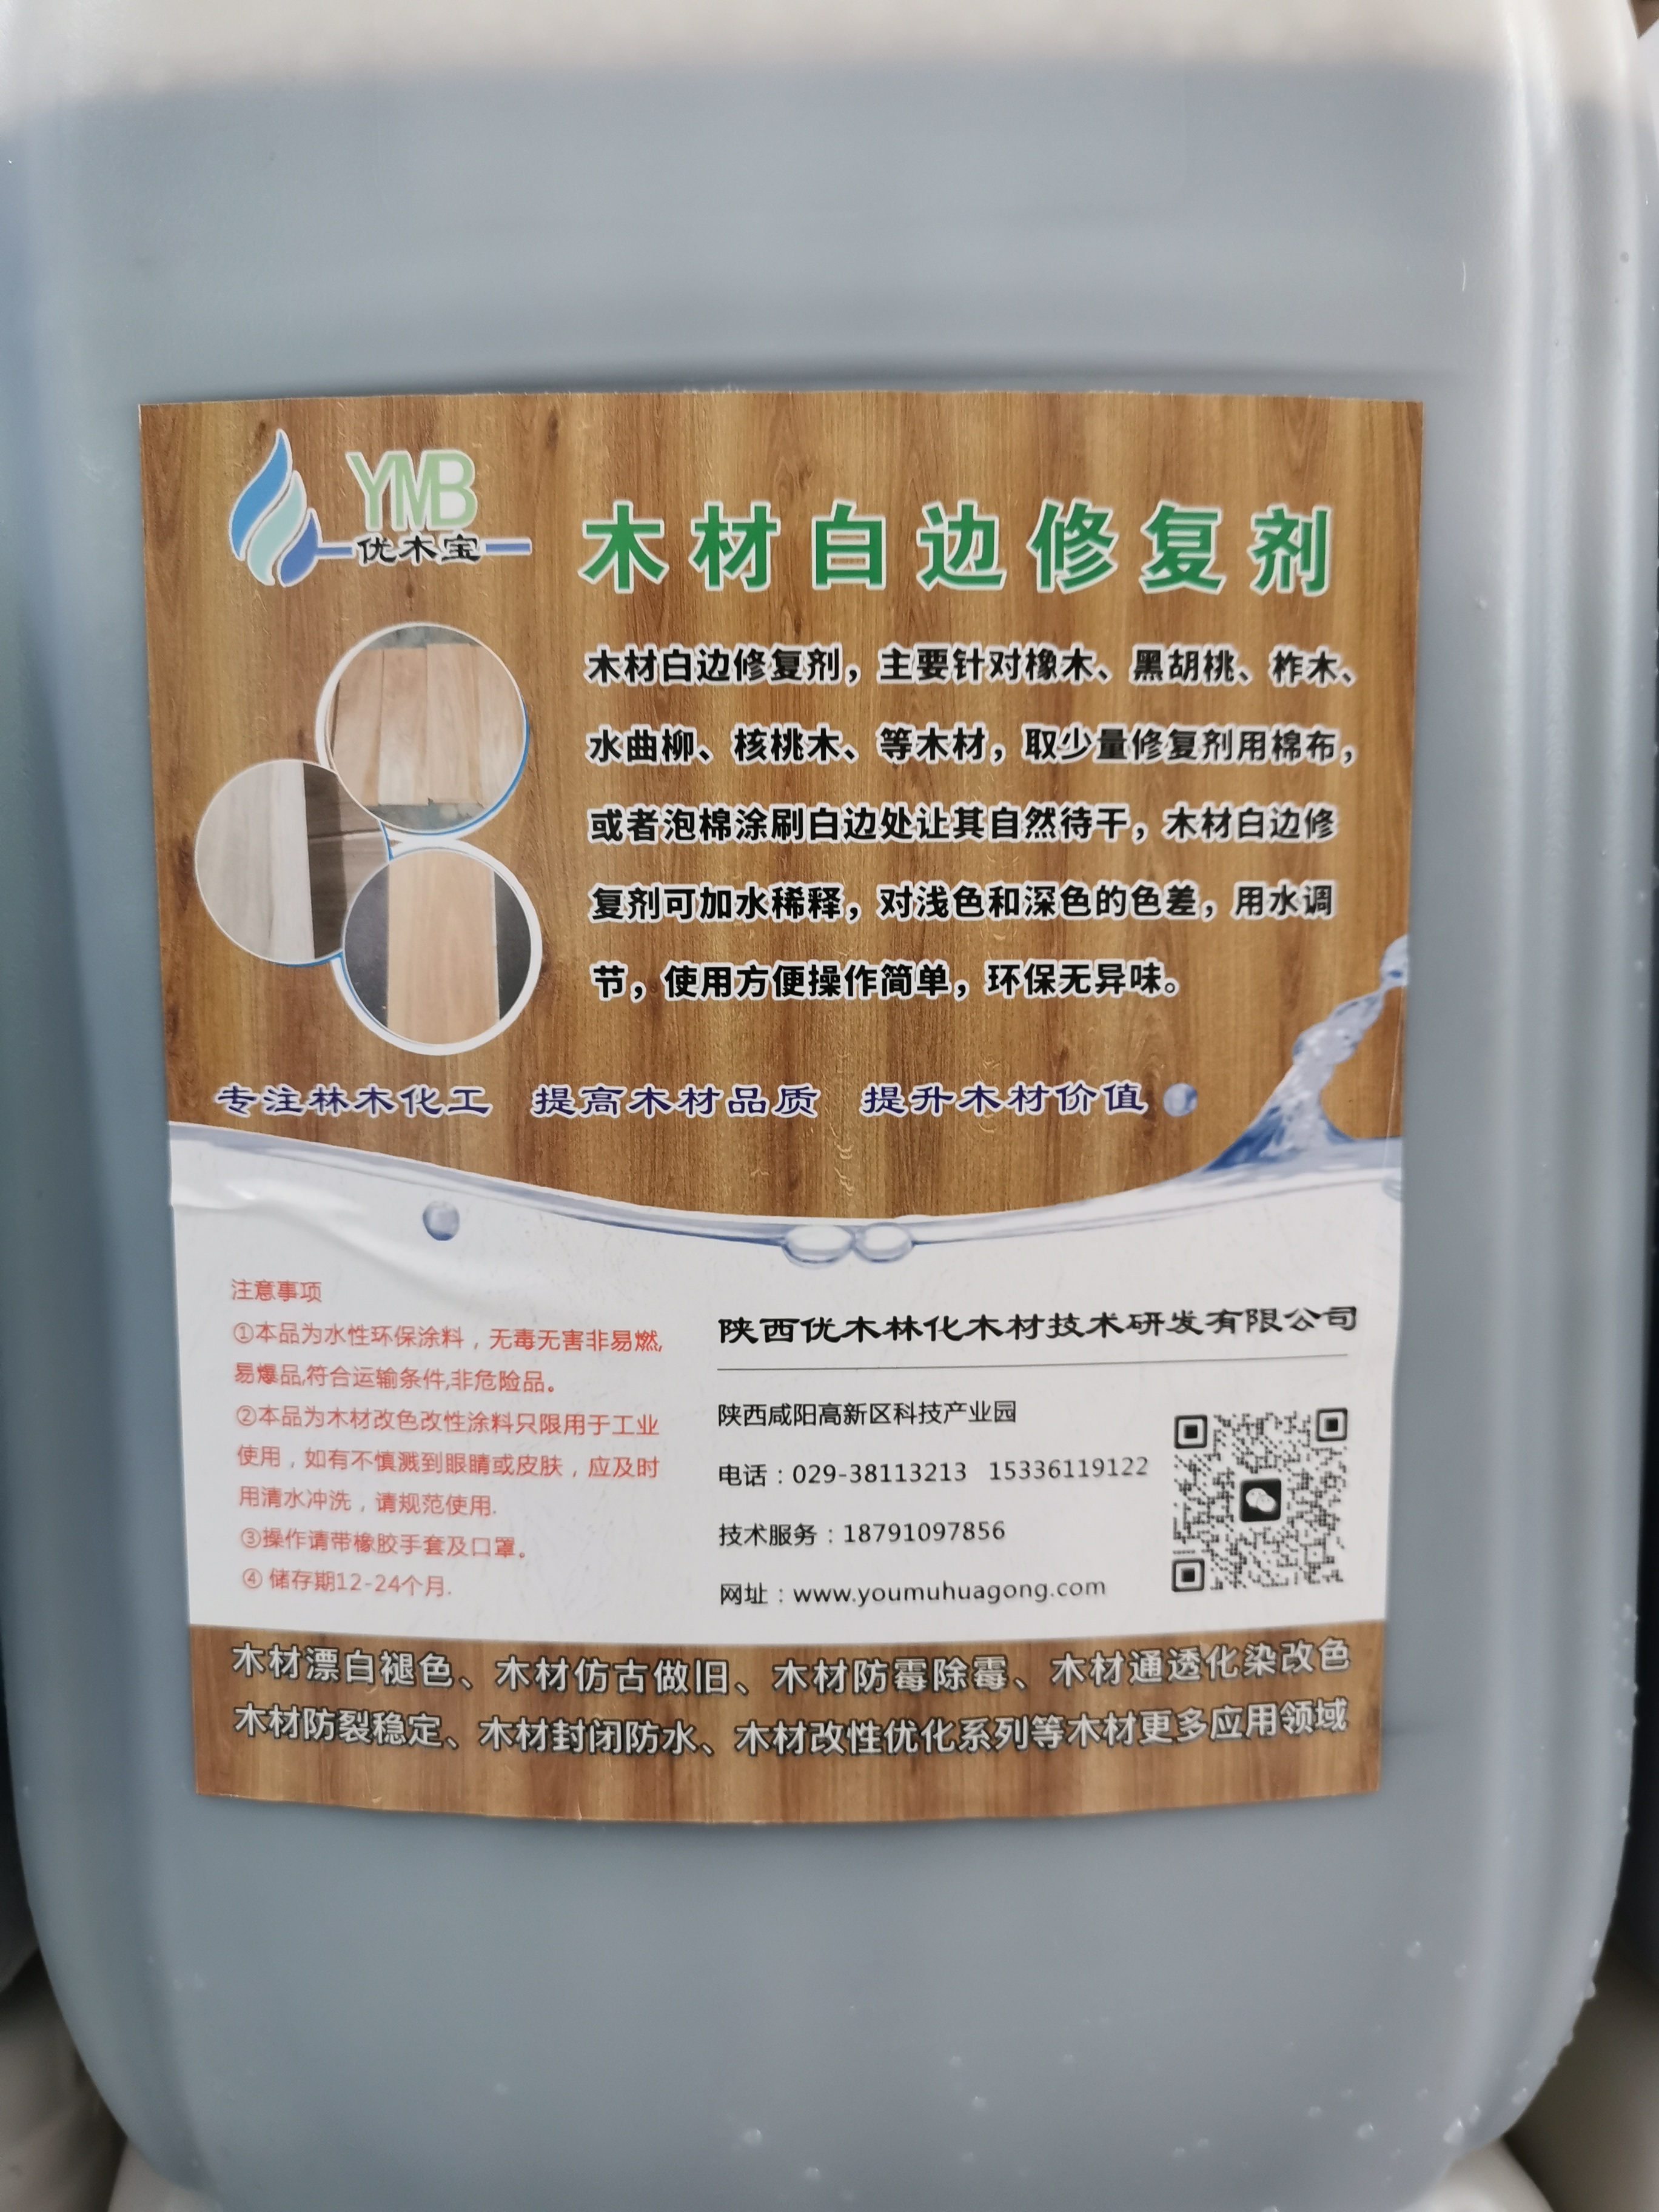 YMB
优木宝
木材白边修复剂
木材白边修复剂，主要针对橡木、黑胡桃、柞木、
水曲柳、核桃木、等木材，取少量修复剂用棉布，
或者泡棉涂刷白边处让其自然待干，木材白边修
复剂可加水稀释，对浅色和深色的色差，用水调
节，使用方便操作简单，环保无异味。
专注林木化工 提高木材品质 提升木材价值
注意事项
①本品为水性环保涂料，无毒无害非易燃,
易爆品,符合运输条件,非危险品。
②本品为木材改色改性涂料只限用于工业
使用，如有不慎溅到眼睛或皮肤，应及时
用清水冲洗，请规范使用.
③操作请带橡胶手套及口罩。
④ 储存期12-24个月.
陕西优木林化木材技术研发有限公司
陕西咸阳高新区科技产业园
电话：029-38113213 15336119122
技术服务：18791097856
网址：www.youmuhuagong.com
木材漂白褪色、木材仿古做旧、木材防霉除霉、木材通透化染改色
木材防裂稳定、木材封闭防水、木材改性优化系列等木材更多应用领域